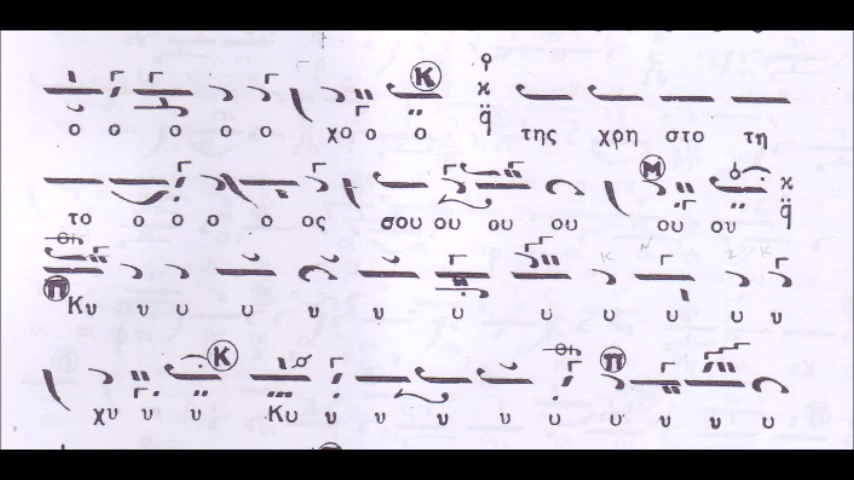 ο ο ο ο ο χο ο ο της χρη στο τη
το ο ο ο ο ος σου ου ου ου ου ου
Κυ υ υ υ υ υ υ υ υ υ υ υ
χυ υ υ Κυ υ υ υ υ υ υ υ υ υ